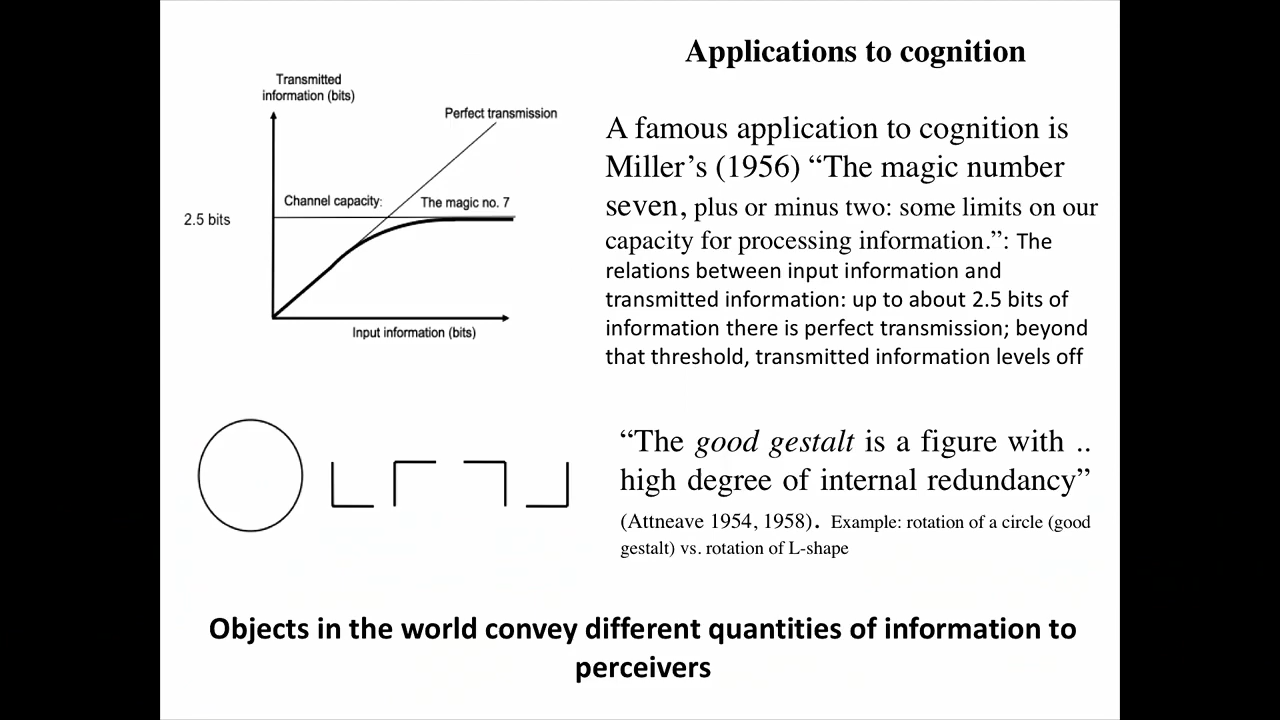 Applications to cognition
Transmitted
information (bits)
Perfect transmission
Channel capacity:
The magic no. 7
2.5 bits
Input information (bits)
A famous application to cognition is
Miller’s (1956) “The magic number
seven, plus or minus two: some limits on our
capacity for processing information.”: The
relations between input information and
transmitted information: up to about 2.5 bits of
information there is perfect transmission; beyond
that threshold, transmitted information levels off
“The good gestalt is a figure with ..
high degree of internal redundancy”
(Attneave 1954, 1958). Example: rotation of a circle (good
gestalt) vs. rotation of L-shape
Objects in the world convey different quantities of information to
perceivers